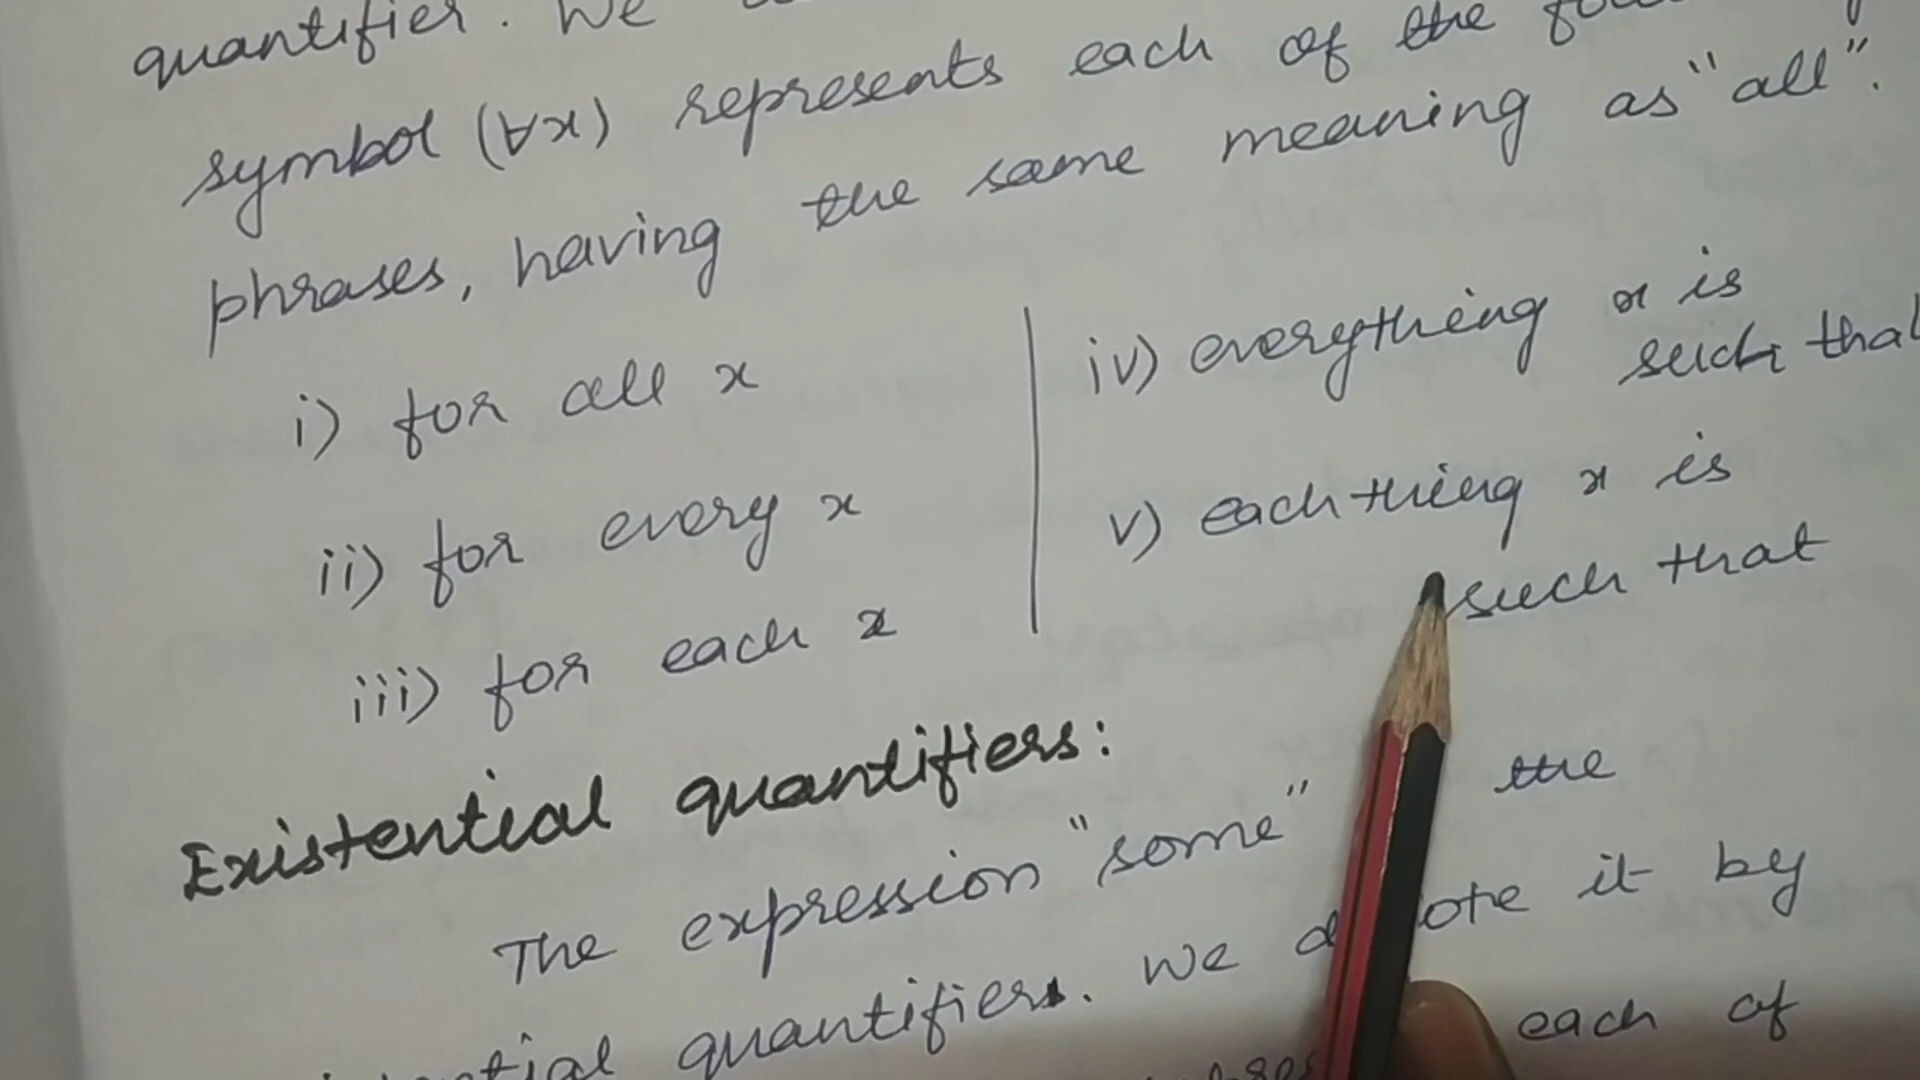 quantifier. We
symbol (∀x) represents each of the
phrases, having the same meaning as "all".
i) for all x
ii) for every x
iii) for each x
iv) everything x is
such that
v) each thing x is
such that
Existential quantifiers:
The expression "some" the
quantifiers. We denote it by
each of